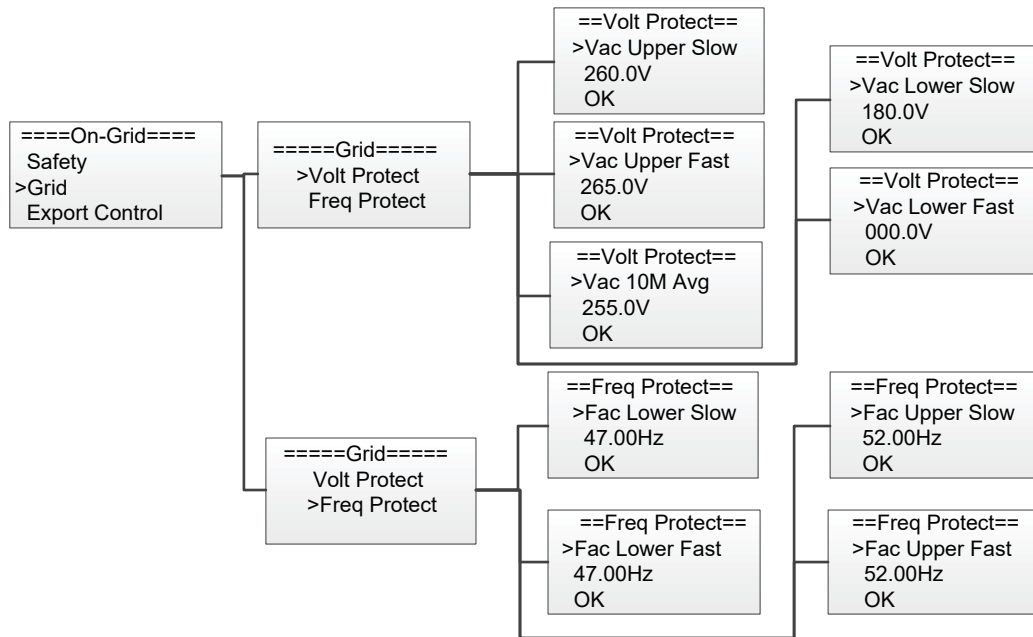 ====On-Grid====
Safety
>Grid
Export Control
=====Grid=====
>Volt Protect
Freq Protect
==Volt Protect==
>Vac Upper Slow
260.0V
OK
==Volt Protect==
>Vac Upper Fast
265.0V
OK
==Volt Protect==
>Vac 10M Avg
255.0V
OK
==Volt Protect==
>Vac Lower Slow
180.0V
OK
==Volt Protect==
>Vac Lower Fast
000.0V
OK
=====Grid=====
Volt Protect
>Freq Protect
==Freq Protect==
>Fac Lower Slow
47.00Hz
OK
==Freq Protect==
>Fac Lower Fast
47.00Hz
OK
==Freq Protect==
>Fac Upper Slow
52.00Hz
OK
==Freq Protect==
>Fac Upper Fast
52.00Hz
OK